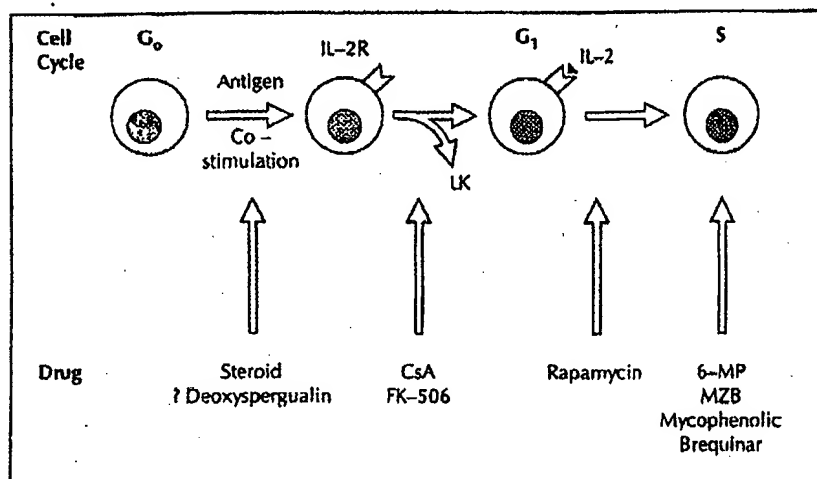 Cell
Cycle
G₀
IL-2R
G₁
IL-2
S
Antigen
Co-
stimulation
LK
Drug
Steroid
? Deoxyspergualin
CsA
FK-506
Rapamycin
6-MP
MZB
Mycophenolic
Brequinar